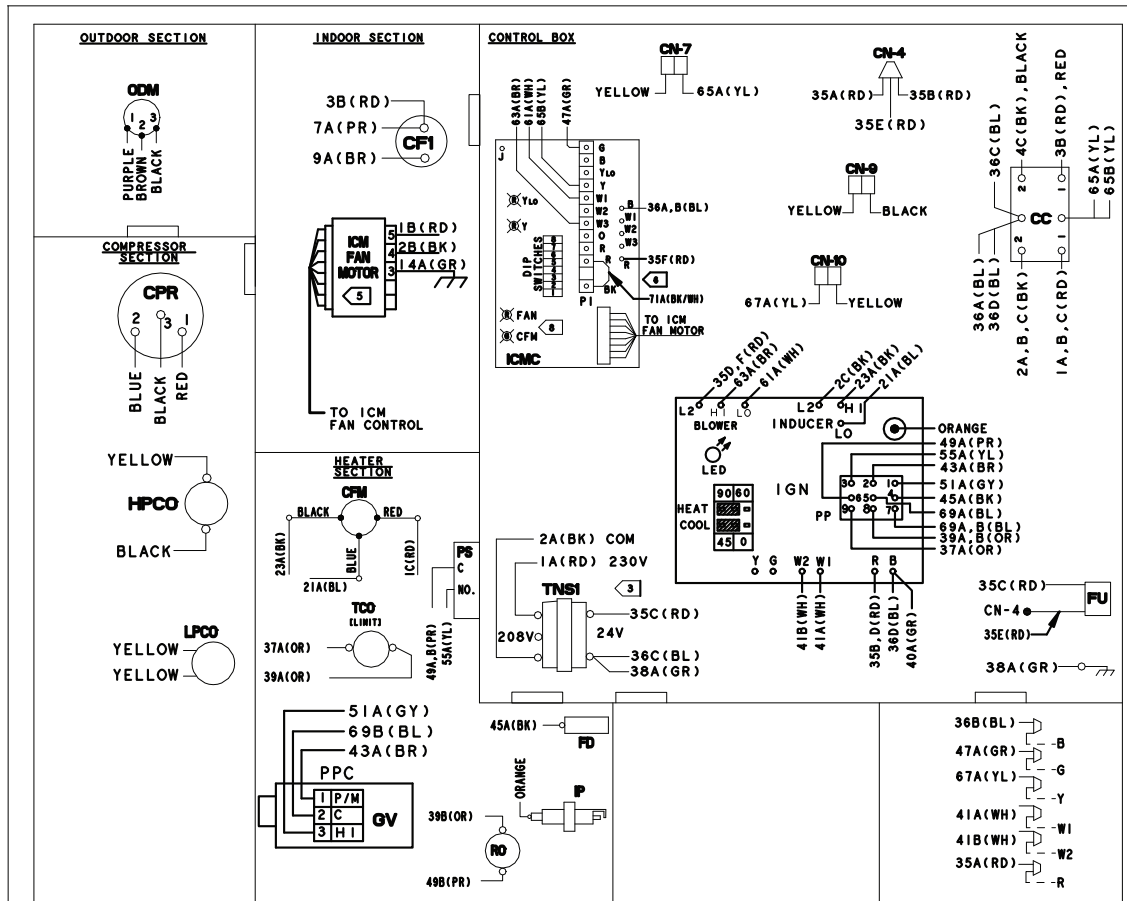 OUTDOOR SECTION
ODM
1 2 3
PURPLE
BROWN
BLACK
COMPRESSOR
SECTION
CPR
2 3 1
BLUE
BLACK
RED
YELLOW
HPCO
BLACK
LPCO
YELLOW
YELLOW
INDOOR SECTION
3B(RD)
7A(PR)
CF1
9A(BR)
ICM
FAN
MOTOR
5
5
4
3
1B(RD)
2B(BK)
14A(GR)
TO ICM
FAN CONTROL
HEATER
SECTION
CFM
BLACK
RED
BLUE
23A(BK)
21A(BL)
1C(RD)
PS
C
NO.
TCO
[LIMIT]
37A(OR)
39A(OR)
49A,B(PR)
55A(YL)
51A(GY)
69B(BL)
43A(BR)
PPC
1 P/M
2 C
3 HI
GV
45A(BK)
FD
ORANGE
IP
39B(OR)
RO
49B(PR)
CONTROL BOX
CN-7
YELLOW
65A(YL)
CN-4
35A(RD)
35B(RD)
35E(RD)
CN-9
YELLOW
BLACK
CN-10
67A(YL)
YELLOW
36C(BL)
4C(BK),BLACK
3B(RD),RED
65A(YL)
65B(YL)
2
1
CC
2
1
36A(BL)
36D(BL)
2A,B,C(BK)
1A,B,C(RD)
63A(BR)
61A(WH)
65B(YL)
47A(GR)
J
G
B
YLO
Y
W1
W2
W3
O
R
R
BK
P1
YLO
Y
DIP
SWITCHES
FAN
CFM
8
ICMC
B
W1
W2
W3
R
36A,B(BL)
35F(RD)
6
71A(BK/WH)
TO ICM
FAN MOTOR
35D,F(RD)
63A(BR)
61A(WH)
2C(BK)
23A(BK)
21A(BL)
L2
HI
LO
BLOWER
L2
HI
INDUCER
LO
LED
IGN
90 60
HEAT
COOL
45 0
3 2 1
6 5 4
9 8 7
PP
ORANGE
49A(PR)
55A(YL)
43A(BR)
51A(GY)
45A(BK)
69A(BL)
69A,B(BL)
39A,B(OR)
37A(OR)
Y G W2 W1 R B
41B(WH)
41A(WH)
35B,D(RD)
36D(BL)
40A(GR)
2A(BK) COM
1A(RD) 230V
TNS1
3
208V
24V
35C(RD)
36C(BL)
38A(GR)
35C(RD)
FU
CN-4
35E(RD)
38A(GR)
36B(BL)
B
47A(GR)
G
67A(YL)
Y
41A(WH)
W1
41B(WH)
W2
35A(RD)
R